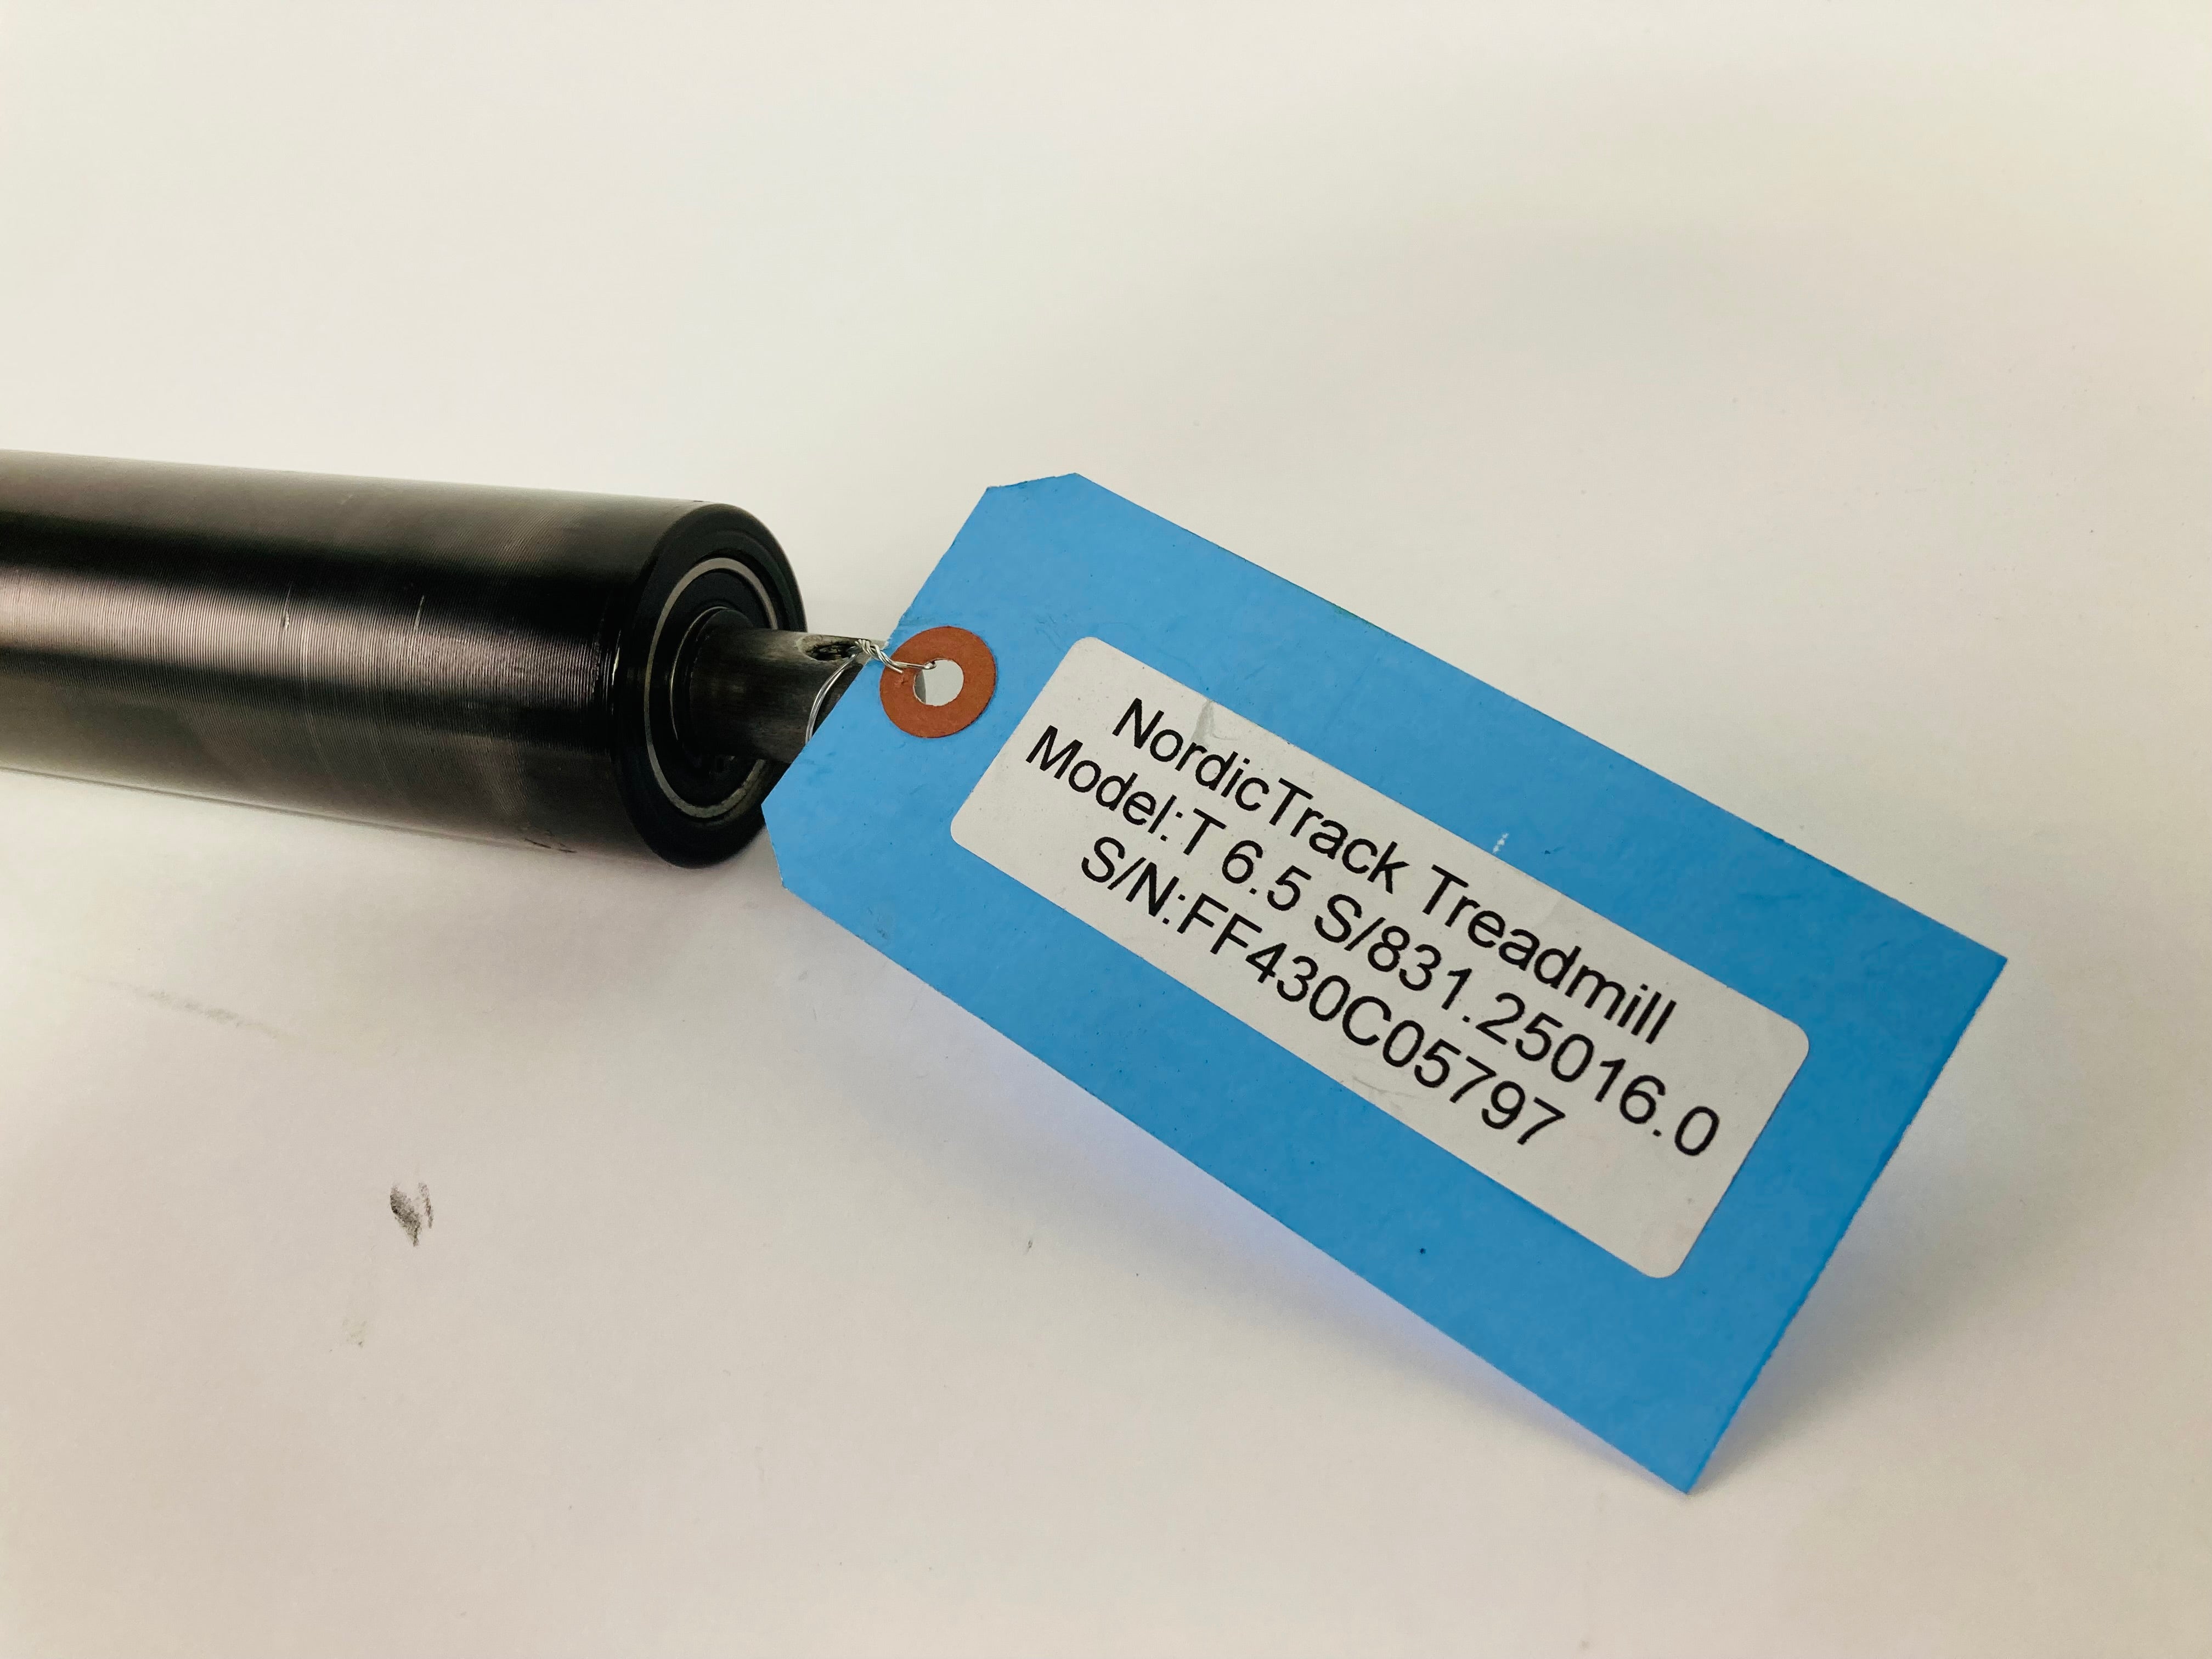 NordicTrack Treadmill
Model:T 6.5 S/831.25016.0
S/N:FF430C05797